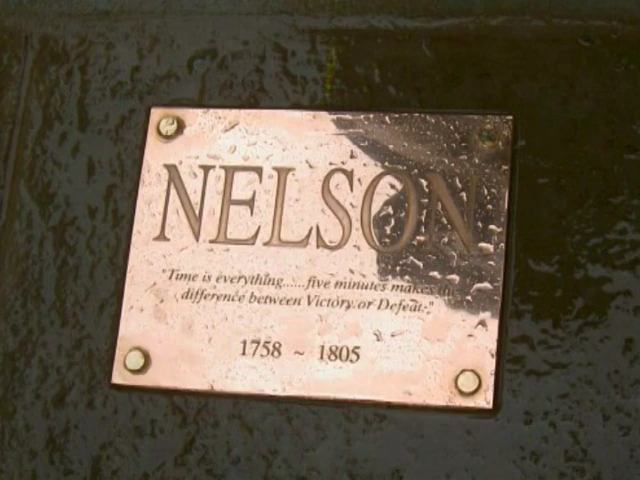 NELSON
"Time is everything......five minutes makes the
difference between Victory or Defeat."
1758 ~ 1805